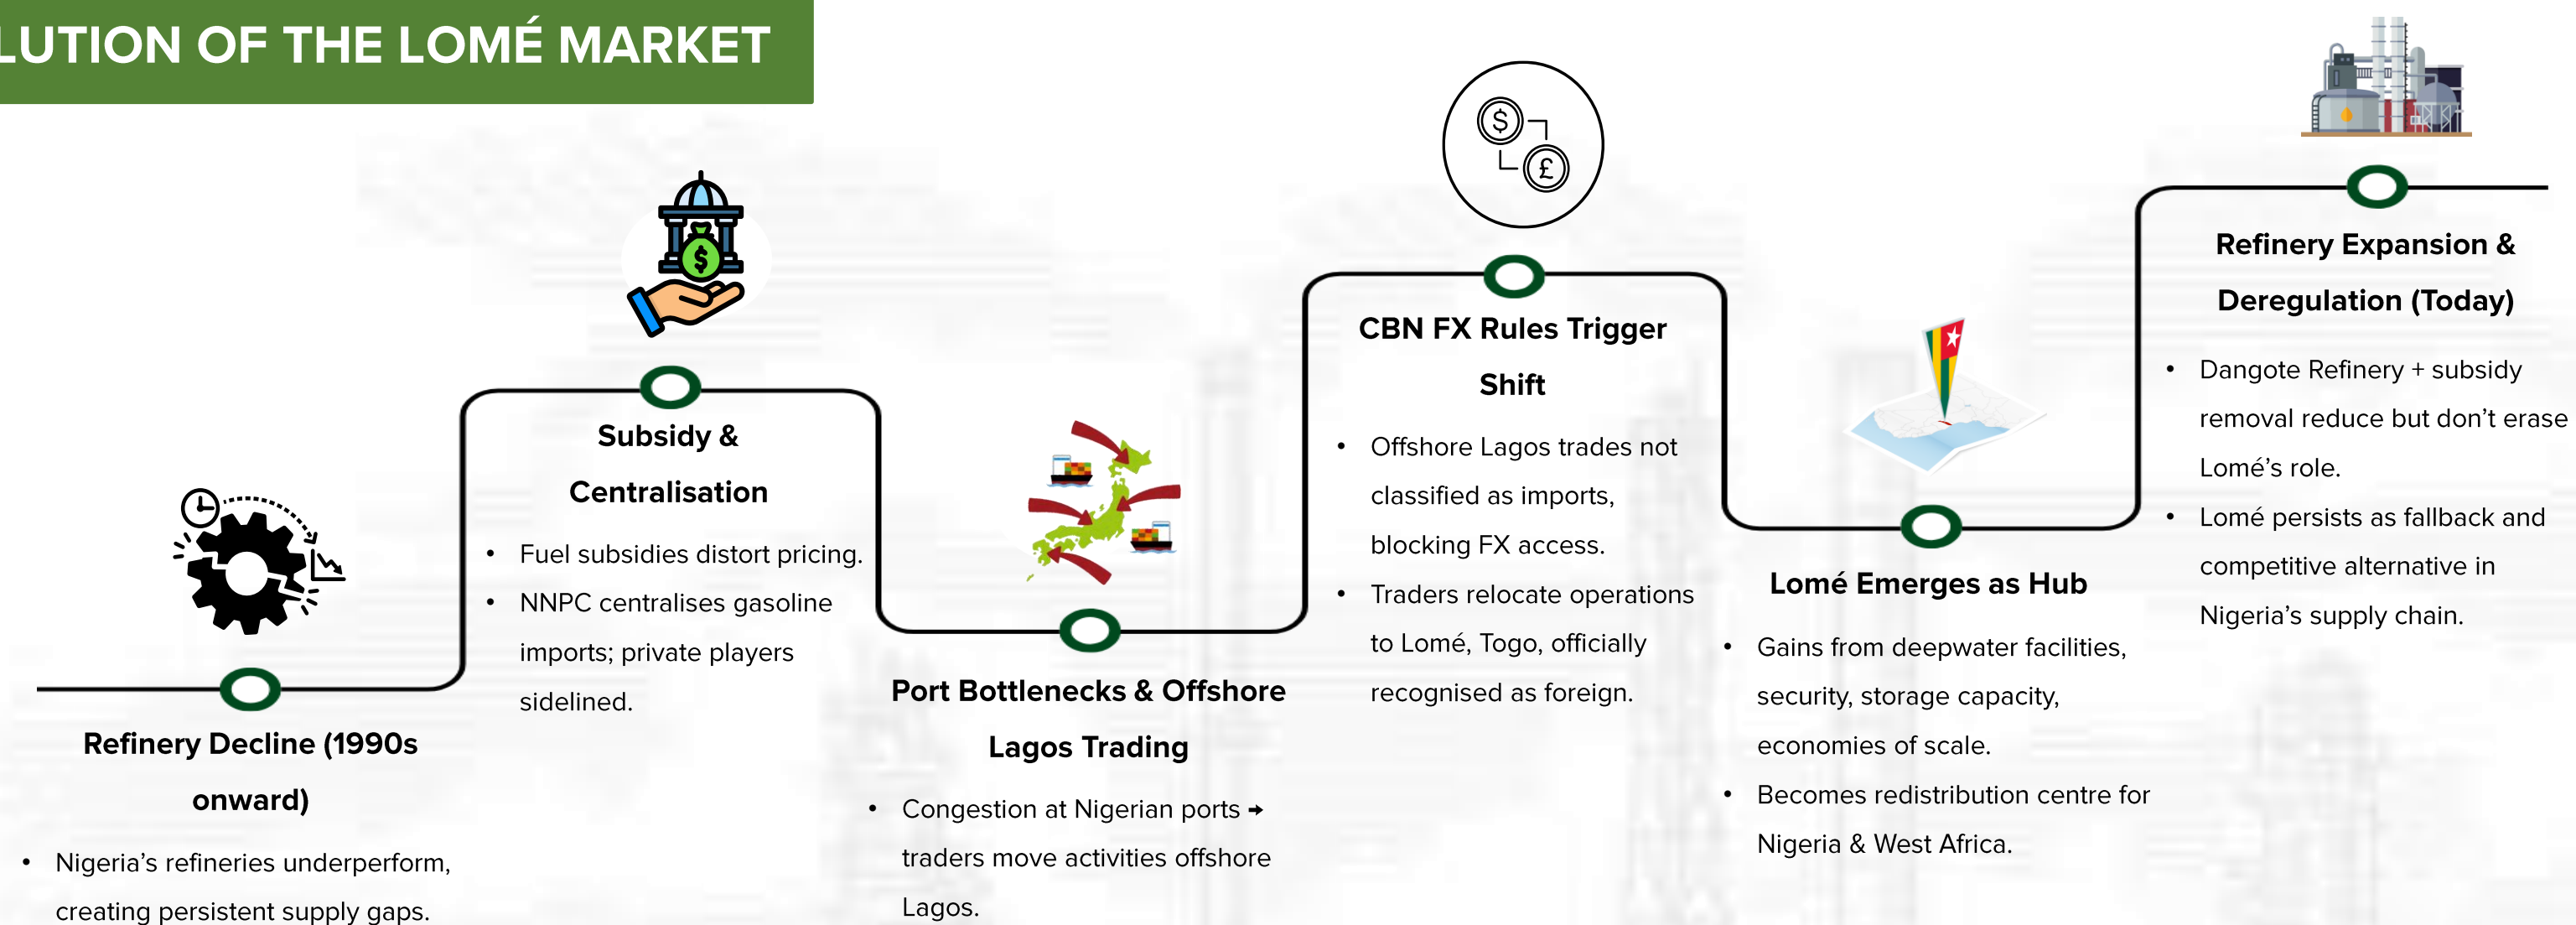 LUTION OF THE LOMÉ MARKET
Refinery Decline (1990s
onward)
• Nigeria’s refineries underperform,
creating persistent supply gaps.
Subsidy &
Centralisation
• Fuel subsidies distort pricing.
• NNPC centralises gasoline
imports; private players
sidelined.
Port Bottlenecks & Offshore
Lagos Trading
• Congestion at Nigerian ports →
traders move activities offshore
Lagos.
$
£
CBN FX Rules Trigger
Shift
• Offshore Lagos trades not
classified as imports,
blocking FX access.
• Traders relocate operations
to Lomé, Togo, officially
recognised as foreign.
Lomé Emerges as Hub
• Gains from deepwater facilities,
security, storage capacity,
economies of scale.
• Becomes redistribution centre for
Nigeria & West Africa.
Refinery Expansion &
Deregulation (Today)
• Dangote Refinery + subsidy
removal reduce but don’t erase
Lomé’s role.
• Lomé persists as fallback and
competitive alternative in
Nigeria’s supply chain.